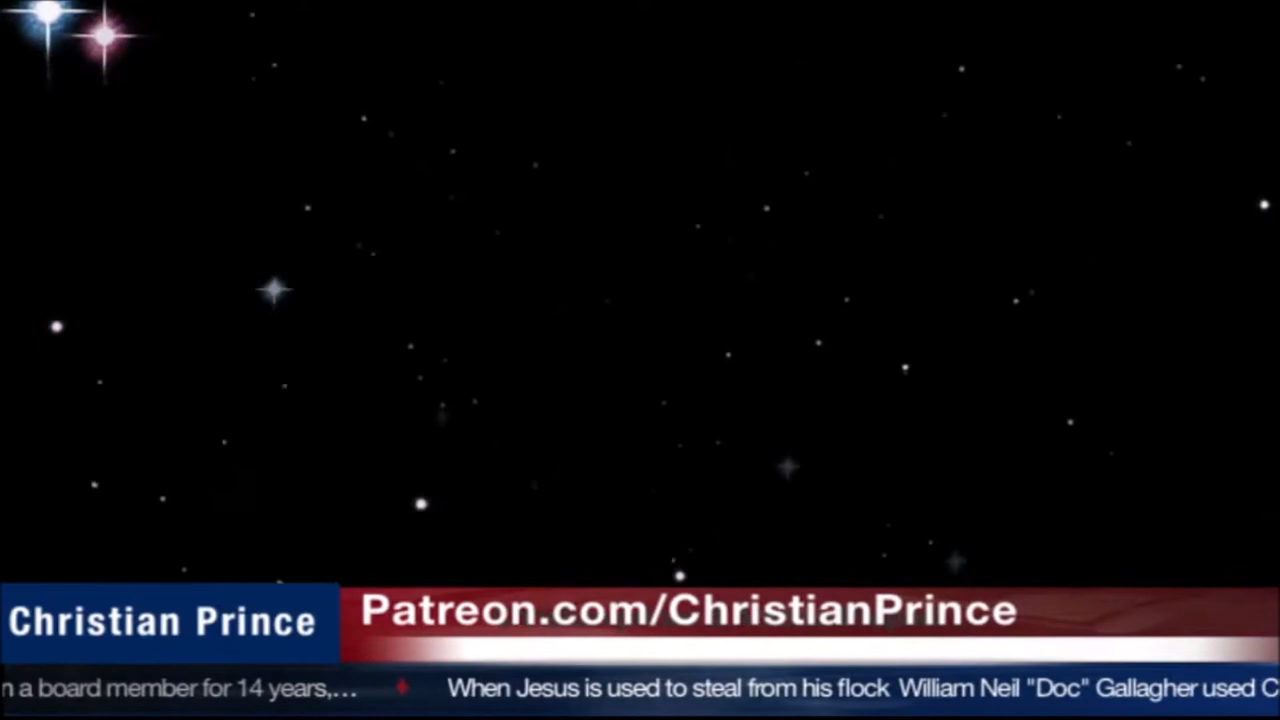 Christian Prince
Patreon.com/ChristianPrince
n a board member for 14 years,…
When Jesus is used to steal from his flock William Neil "Doc" Gallagher used C